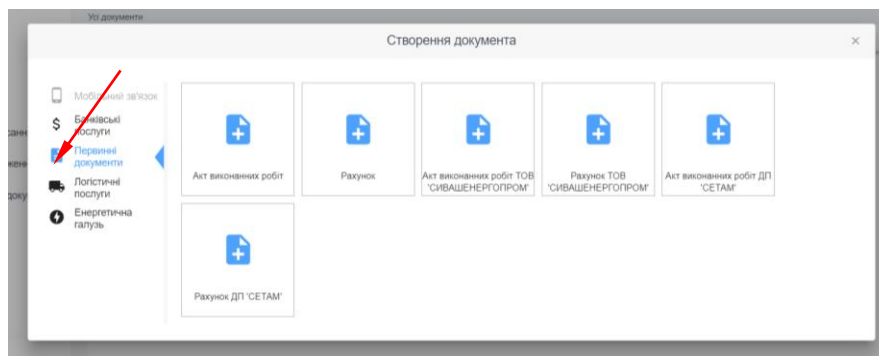 Усі документи
Створення документа
Мобільний зв'язок
Банківські
послуги
Первинні
документи
Логістичні
послуги
Енергетична
галузь
Акт виконанних робіт
Рахунок
Акт виконанних робіт ТОВ
'СИВАШЕНЕРГОПРОМ'
Рахунок ТОВ
'СИВАШЕНЕРГОПРОМ'
Акт виконанних робіт ДП
'СЕТАМ'
Рахунок ДП 'СЕТАМ'